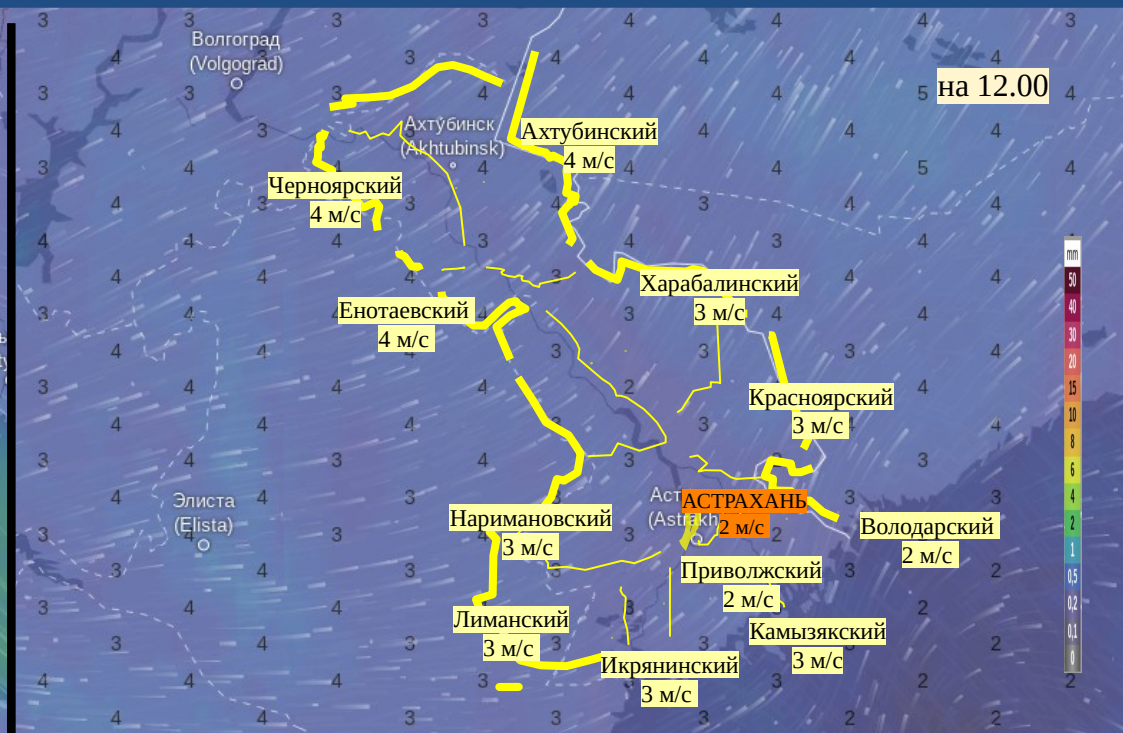 Волгоград
(Volgograd)
на 12.00
Ахтубинск
(Akhtubinsk)
Ахтубинский
4 м/с
Черноярский
4 м/с
Харабалинский
3 м/с
Енотаевский
4 м/с
Красноярский
3 м/с
Элиста
(Elista)
АСТРАХАНЬ
2 м/с
Наримановский
3 м/с
Володарский
2 м/с
Приволжский
2 м/с
Лиманский
3 м/с
Камызякский
3 м/с
Икрянинский
3 м/с
mm
50
40
30
20
15
10
8
6
4
2
1
0,5
0,2
0,1
0